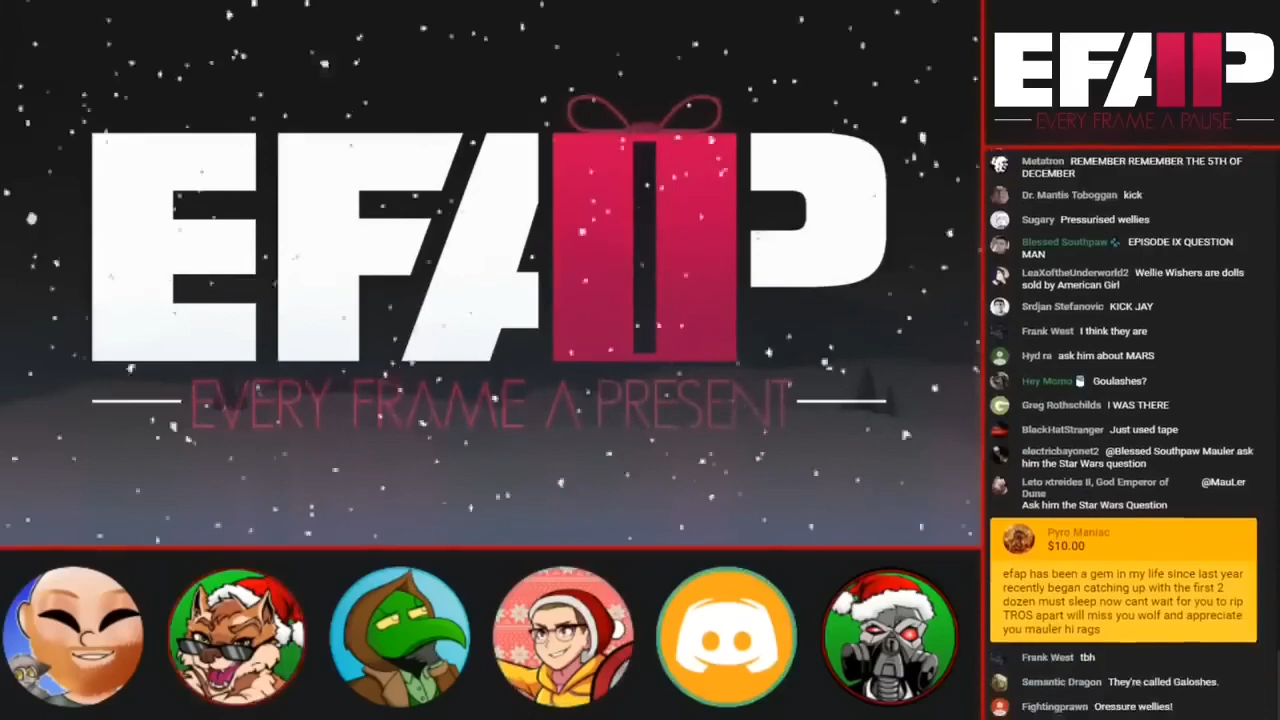 EFAP
EVERY FRAME A PRESENT
EFAP
EVERY FRAME A PAUSE
Metatron REMEMBER REMEMBER THE 5TH OF
DECEMBER
Dr. Mantis Toboggan kick
Sugary Pressurised wellies
Blessed Southpaw EPISODE IX QUESTION
MAN
LeaXoftheUnderworld2 Wellie Wishers are dolls
sold by American Girl
Srdjan Stefanovic KICK JAY
Frank West I think they are
Hyd ra ask him about MARS
Hey Momo Goulashes?
Greg Rothschilds I WAS THERE
BlackHatStranger Just used tape
electricbayonet2 @Blessed Southpaw Mauler ask
him the Star Wars question
Leto xtreides II, God Emperor of @MauLer
Dune
Ask him the Star Wars Question
Pyro Maniac
$10.00
efap has been a gem in my life since last year
recently began catching up with the first 2
dozen must sleep now cant wait for you to rip
TROS apart will miss you wolf and appreciate
you mauler hi rags
Frank West tbh
Semantic Dragon They're called Galoshes.
Fightingprawn Oressure wellies!